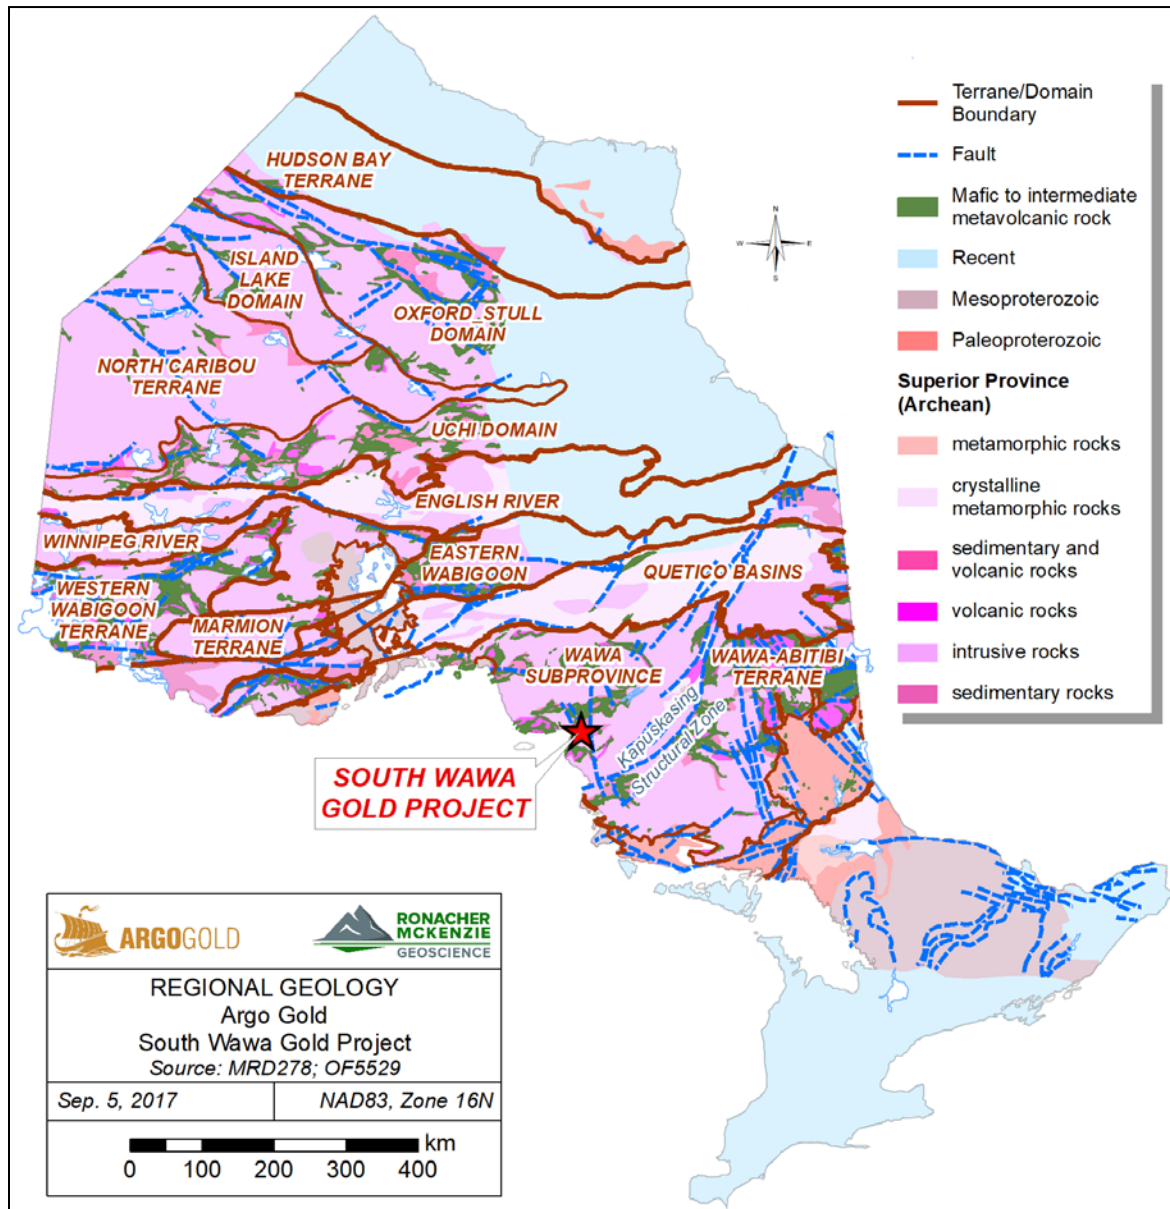 Terrane/Domain
Boundary
Fault
Mafic to intermediate
metavolcanic rock
Recent
Mesoproterozoic
Paleoproterozoic
Superior Province
(Archean)
metamorphic rocks
crystalline
metamorphic rocks
sedimentary and
volcanic rocks
volcanic rocks
intrusive rocks
sedimentary rocks
N
W
E
S
HUDSON BAY
TERRANE
ISLAND
LAKE
DOMAIN
OXFORD_STULL
DOMAIN
NORTH CARIBOU
TERRANE
UCHI DOMAIN
ENGLISH RIVER
WINNIPEG RIVER
EASTERN
WABIGOON
QUETICO BASINS
WESTERN
WABIGOON
TERRANE
MARMION
TERRANE
WAWA
SUBPROVINCE
WAWA-ABITIBI
TERRANE
Kapuskasing
Structural Zone
SOUTH WAWA
GOLD PROJECT
ARGOGOLD
RONACHER
MCKENZIE
GEOSCIENCE
REGIONAL GEOLOGY
Argo Gold
South Wawa Gold Project
Source: MRD278; OF5529
Sep. 5, 2017
NAD83, Zone 16N
km
0 100 200 300 400